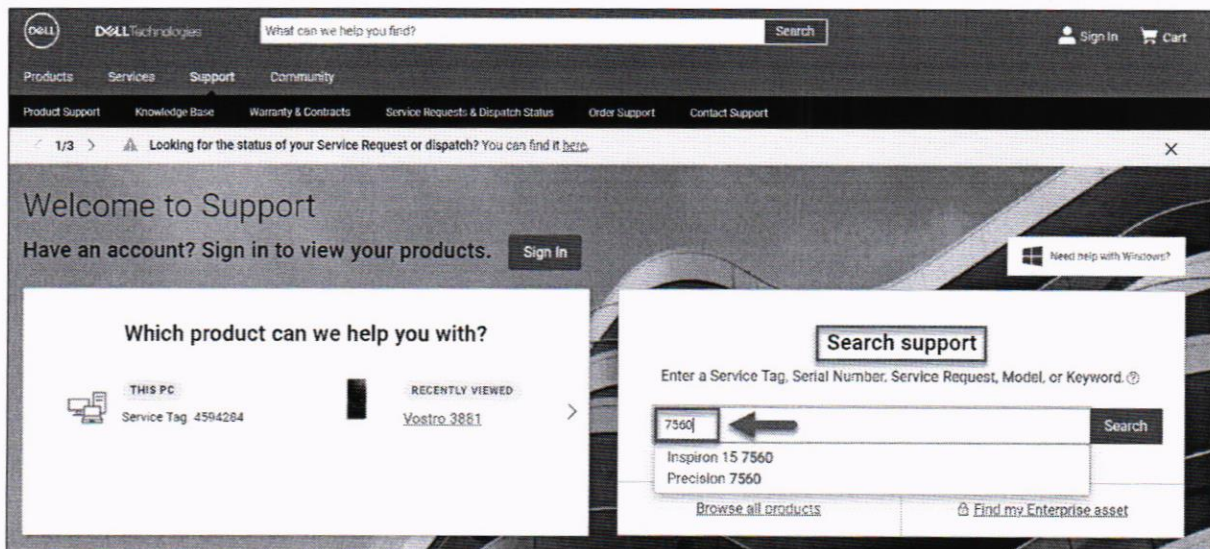 DELL
DELLTechnologies
What can we help you find?
Search
Sign In
Cart
Products
Services
Support
Community
Product Support
Knowledge Base
Warranty & Contracts
Service Requests & Dispatch Status
Order Support
Contact Support
1/3
Looking for the status of your Service Request or dispatch? You can find it here.
Welcome to Support
Have an account? Sign in to view your products.
Sign In
Need help with Windows?
Which product can we help you with?
THIS PC
Service Tag 4594284
RECENTLY VIEWED
Vostro 3881
Search support
Enter a Service Tag, Serial Number, Service Request, Model, or Keyword.
7560
Search
Inspiron 15 7560
Precision 7560
Browse all products
Find my Enterprise asset